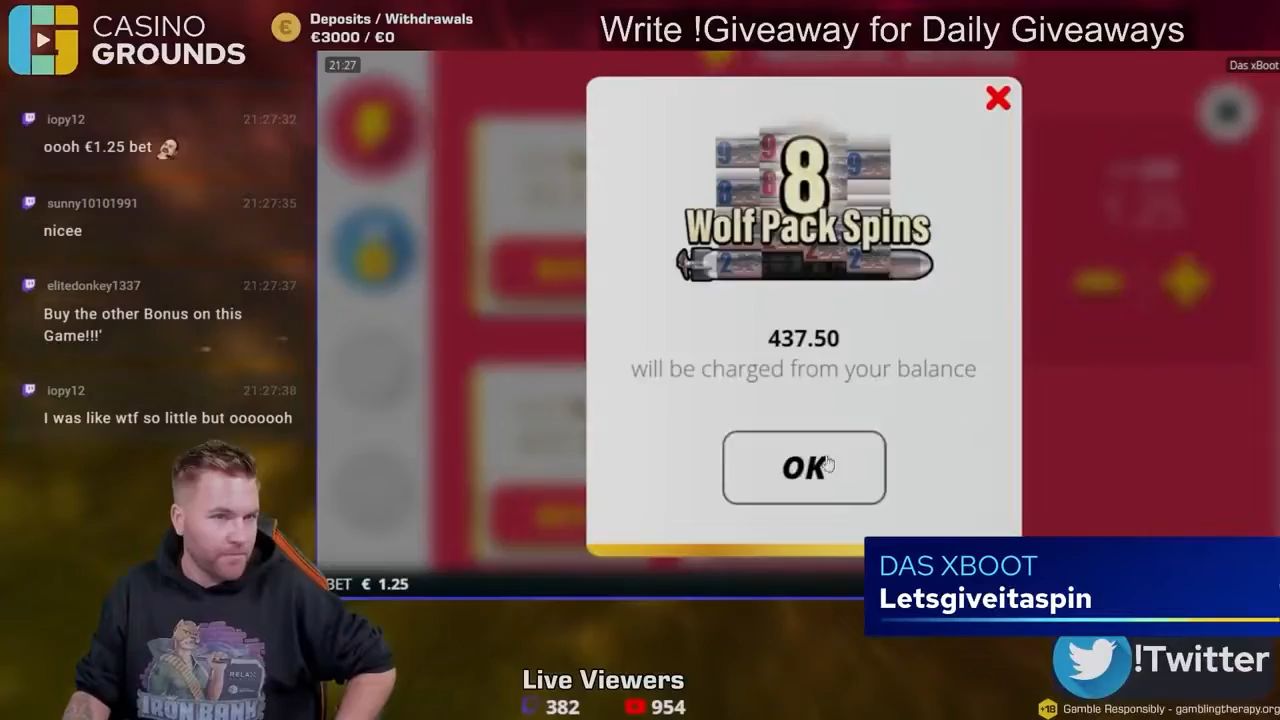 CASINO
GROUNDS
Deposits / Withdrawals
€3000 / €0
Write !Giveaway for Daily Giveaways
21:27
Das xBoot
iopy12 21:27:32
oooh €1.25 bet
sunny10101991 21:27:35
nicee
elitedonkey1337 21:27:37
Buy the other Bonus on this
Game!!!'
iopy12 21:27:38
I was like wtf so little but ooooooh
8
Wolf Pack Spins
437.50
will be charged from your balance
OK
BET € 1.25
DAS XBOOT
Letsgiveitaspin
RELAX
IRONBANK
!Twitter
Live Viewers
382 954
+18 Gamble Responsibly - gamblingtherapy.org